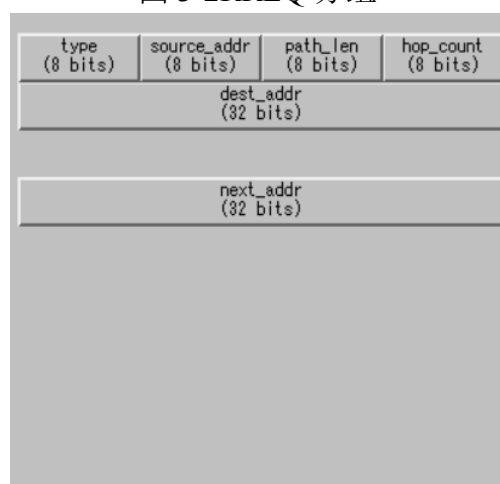 type source_addr path_len hop_count
(8 bits) (8 bits) (8 bits) (8 bits)
dest_addr
(32 bits)
next_addr
(32 bits)